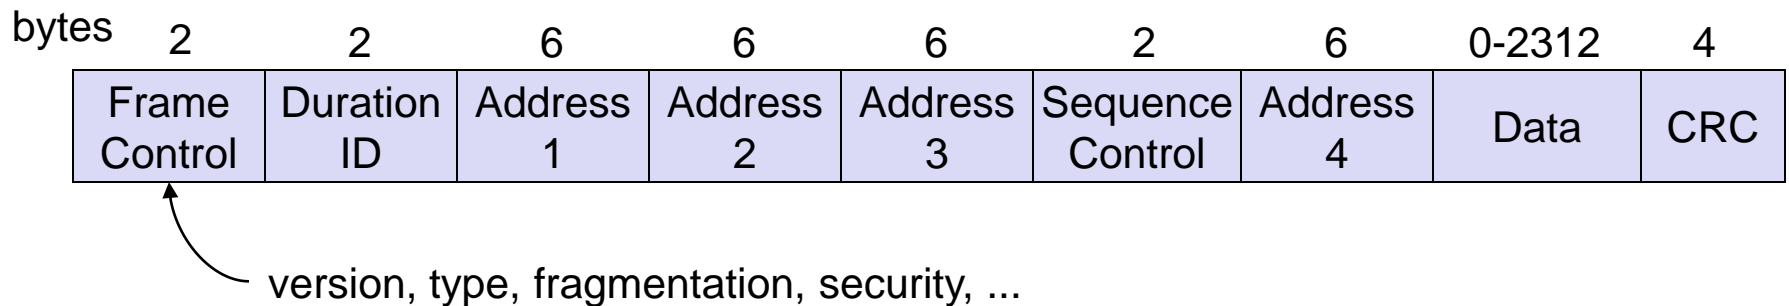 bytes 2 2 6 6 6 2 6 0-2312 4
Frame Duration Address Address Address Sequence Address Data CRC
Control ID 1 2 3 Control 4
version, type, fragmentation, security, ...